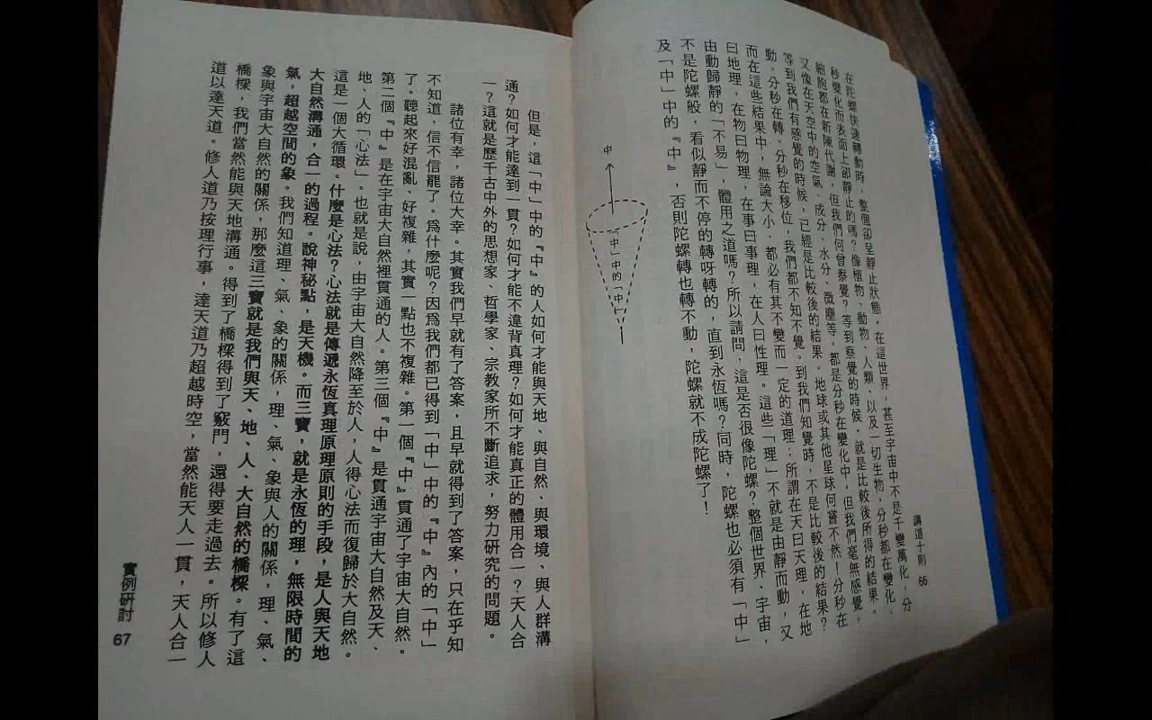 講道十則 66
在陀螺快速轉動時，整個卻呈靜止狀態，在這世界，甚至宇宙中不是千變萬化，分
秒變化而表面上卻靜止的嗎？像植物、動物、人類、以及一切生物，分秒都在變化，
細胞都在新陳代謝，但我們何曾察覺？等到察覺的時候，就是比較後所得的結果。
又像在天空中的空氣，成分、水分、微塵等，都是分秒在變化中，但我們毫無感覺，
等到我們有感覺的時候，已經是比較後的結果。地球或其他星球何嘗不然！分秒在
動，分秒在轉，分秒在移位，我們都不知不覺。到我們知覺時，不是比較後的結果？
而在這些結果中，無論大小，都必有其不變而一定的道理；所謂在天曰天理，在地
曰地理，在物曰物理，在事曰事理，在人曰性理。這些「理」不就是由靜而動，又
由動歸靜的「不易」，體用之道嗎？所以請問，這是否很像陀螺？整個世界、宇宙，
不是陀螺般，看似靜而不停的轉呀轉的，直到永恆嗎？同時，陀螺也必須有「中」
及「中」中的『中』，否則陀螺轉也轉不動，陀螺就不成陀螺了！
中
「中」中的「中」
但是，這「中」中的『中』的人如何才能與天地、與自然、與環境、與人群溝
通？如何才能達到一貫？如何才能不違背真理？如何才能真正的體用合一？天人合
一？這就是歷千古中外的思想家、哲學家、宗教家所不斷追求，努力研究的問題。
諸位有幸，諸位大幸。其實我們早就有了答案，且早就得到了答案，只在乎知
不知道，信不信罷了。爲什麼呢？因爲我們都已得到「中」中的『中』內的「中」
了。聽起來好混亂、好複雜。其實一點也不複雜。第一個『中』貫通了宇宙大自然。
第二個『中』是在宇宙大自然裡貫通的人。第三個『中』是貫通宇宙大自然及天、
地、人的「心法」。也就是說，由宇宙大自然降至於人，人得心法而復歸於大自然。
這是一個大循環。什麼是心法？心法就是傳遞永恆真理原理原則的手段，是人與天地
大自然溝通，合一的過程。說神秘點，是天機。而三寶，就是永恆的理，無限時間的
氣，超越空間的象。我們知道理、氣、象的關係，理、氣、象與人的關係，理、氣、
象與宇宙大自然的關係，那麼這三寶就是我們與天、地、人、大自然的橋樑。有了這
橋樑，我們當然能與天地溝通。得到了橋樑得到了竅門，還得要走過去。所以修人
道以達天道。修人道乃按理行事，達天道乃超越時空，當然能天人一貫，天人合一
實例研討 67